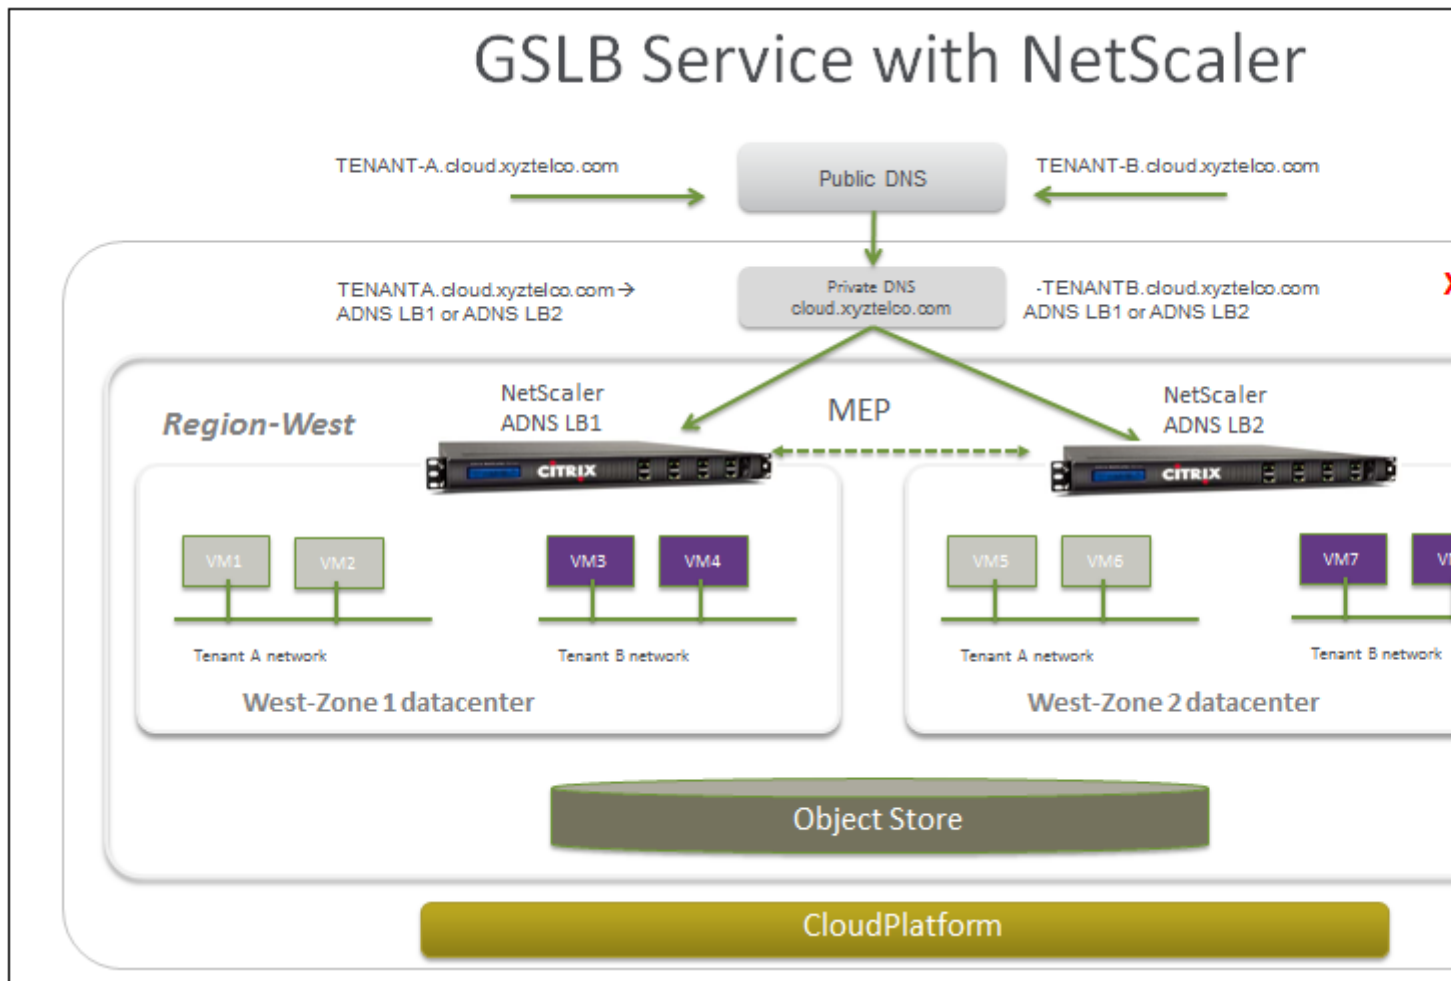 GSLB Service with NetScaler
TENANT-A.cloud.xyztelco.com
Public DNS
TENANT-B.cloud.xyztelco.com
TENANTA.cloud.xyztelco.com→
ADNS LB1 or ADNS LB2
Private DNS
cloud.xyztelco.com
-TENANTB.cloud.xyztelco.com
ADNS LB1 or ADNS LB2
Region-West
NetScaler
ADNS LB1
MEP
NetScaler
ADNS LB2
CITRIX
CITRIX
VM1
VM2
VM3
VM4
VM5
VM6
VM7
Tenant A network
Tenant B network
Tenant A network
Tenant B network
West-Zone 1 datacenter
West-Zone 2 datacenter
Object Store
CloudPlatform